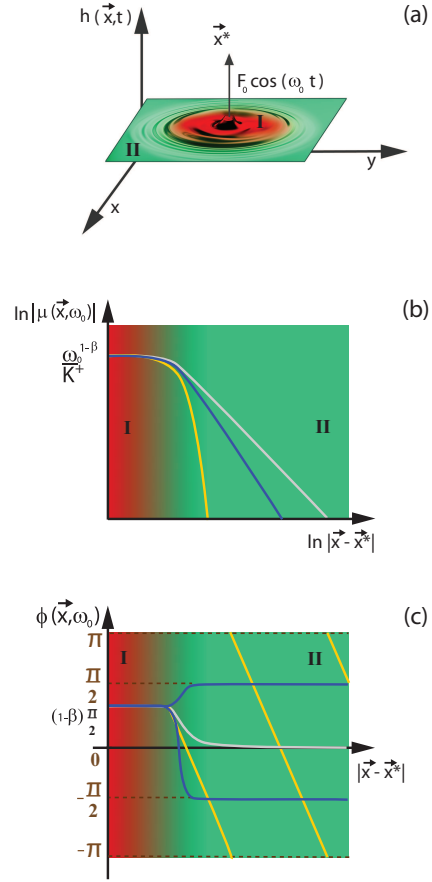 (a)
h(x⃗,t)
x⃗*
F₀ cos(ω₀ t)
I
II
y
x
(b)
ln|μ(x⃗,ω₀)|
ω₀^{1-β}
K⁺
I
II
ln|x⃗ - x⃗*|
(c)
ϕ(x⃗,ω₀)
π
I
II
π/2
(1-β) π/2
0
|x⃗ - x⃗*|
-π/2
-π